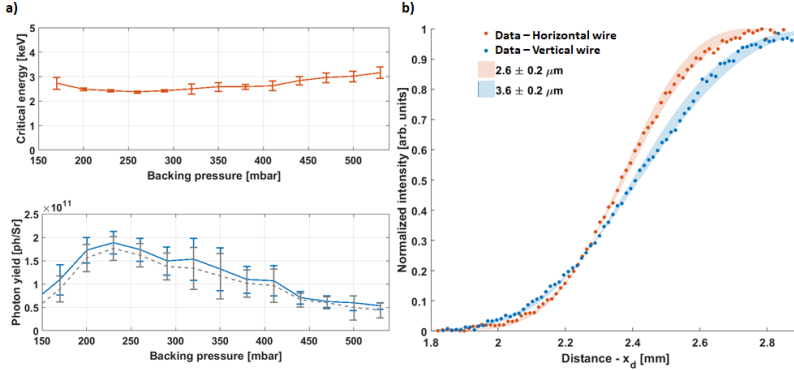 a)
5
4
3
2
1
0
Critical energy [keV]
150 200 250 300 350 400 450 500
Backing pressure [mbar]
×10¹¹
2.5
2
1.5
1
0.5
0
Photon yield [ph/Sr]
150 200 250 300 350 400 450 500
Backing pressure [mbar]
b)
Data – Horizontal wire
Data – Vertical wire
2.6 ± 0.2 μm
3.6 ± 0.2 μm
1
0.9
0.8
0.7
0.6
0.5
0.4
0.3
0.2
0.1
0
Normalized intensity [arb. units]
1.8 2 2.2 2.4 2.6 2.8
Distance - x_d [mm]